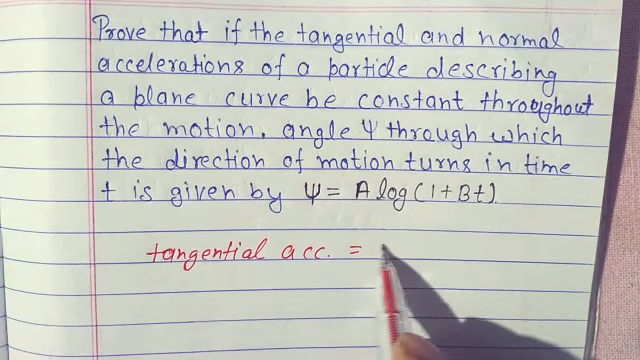 Prove that if the tangential and normal
accelerations of a particle describing
a plane curve be constant throughout
the motion. angle Ψ through which
the direction of motion turns in time
t is given by Ψ = A log(1+Bt)
tangential acc. =